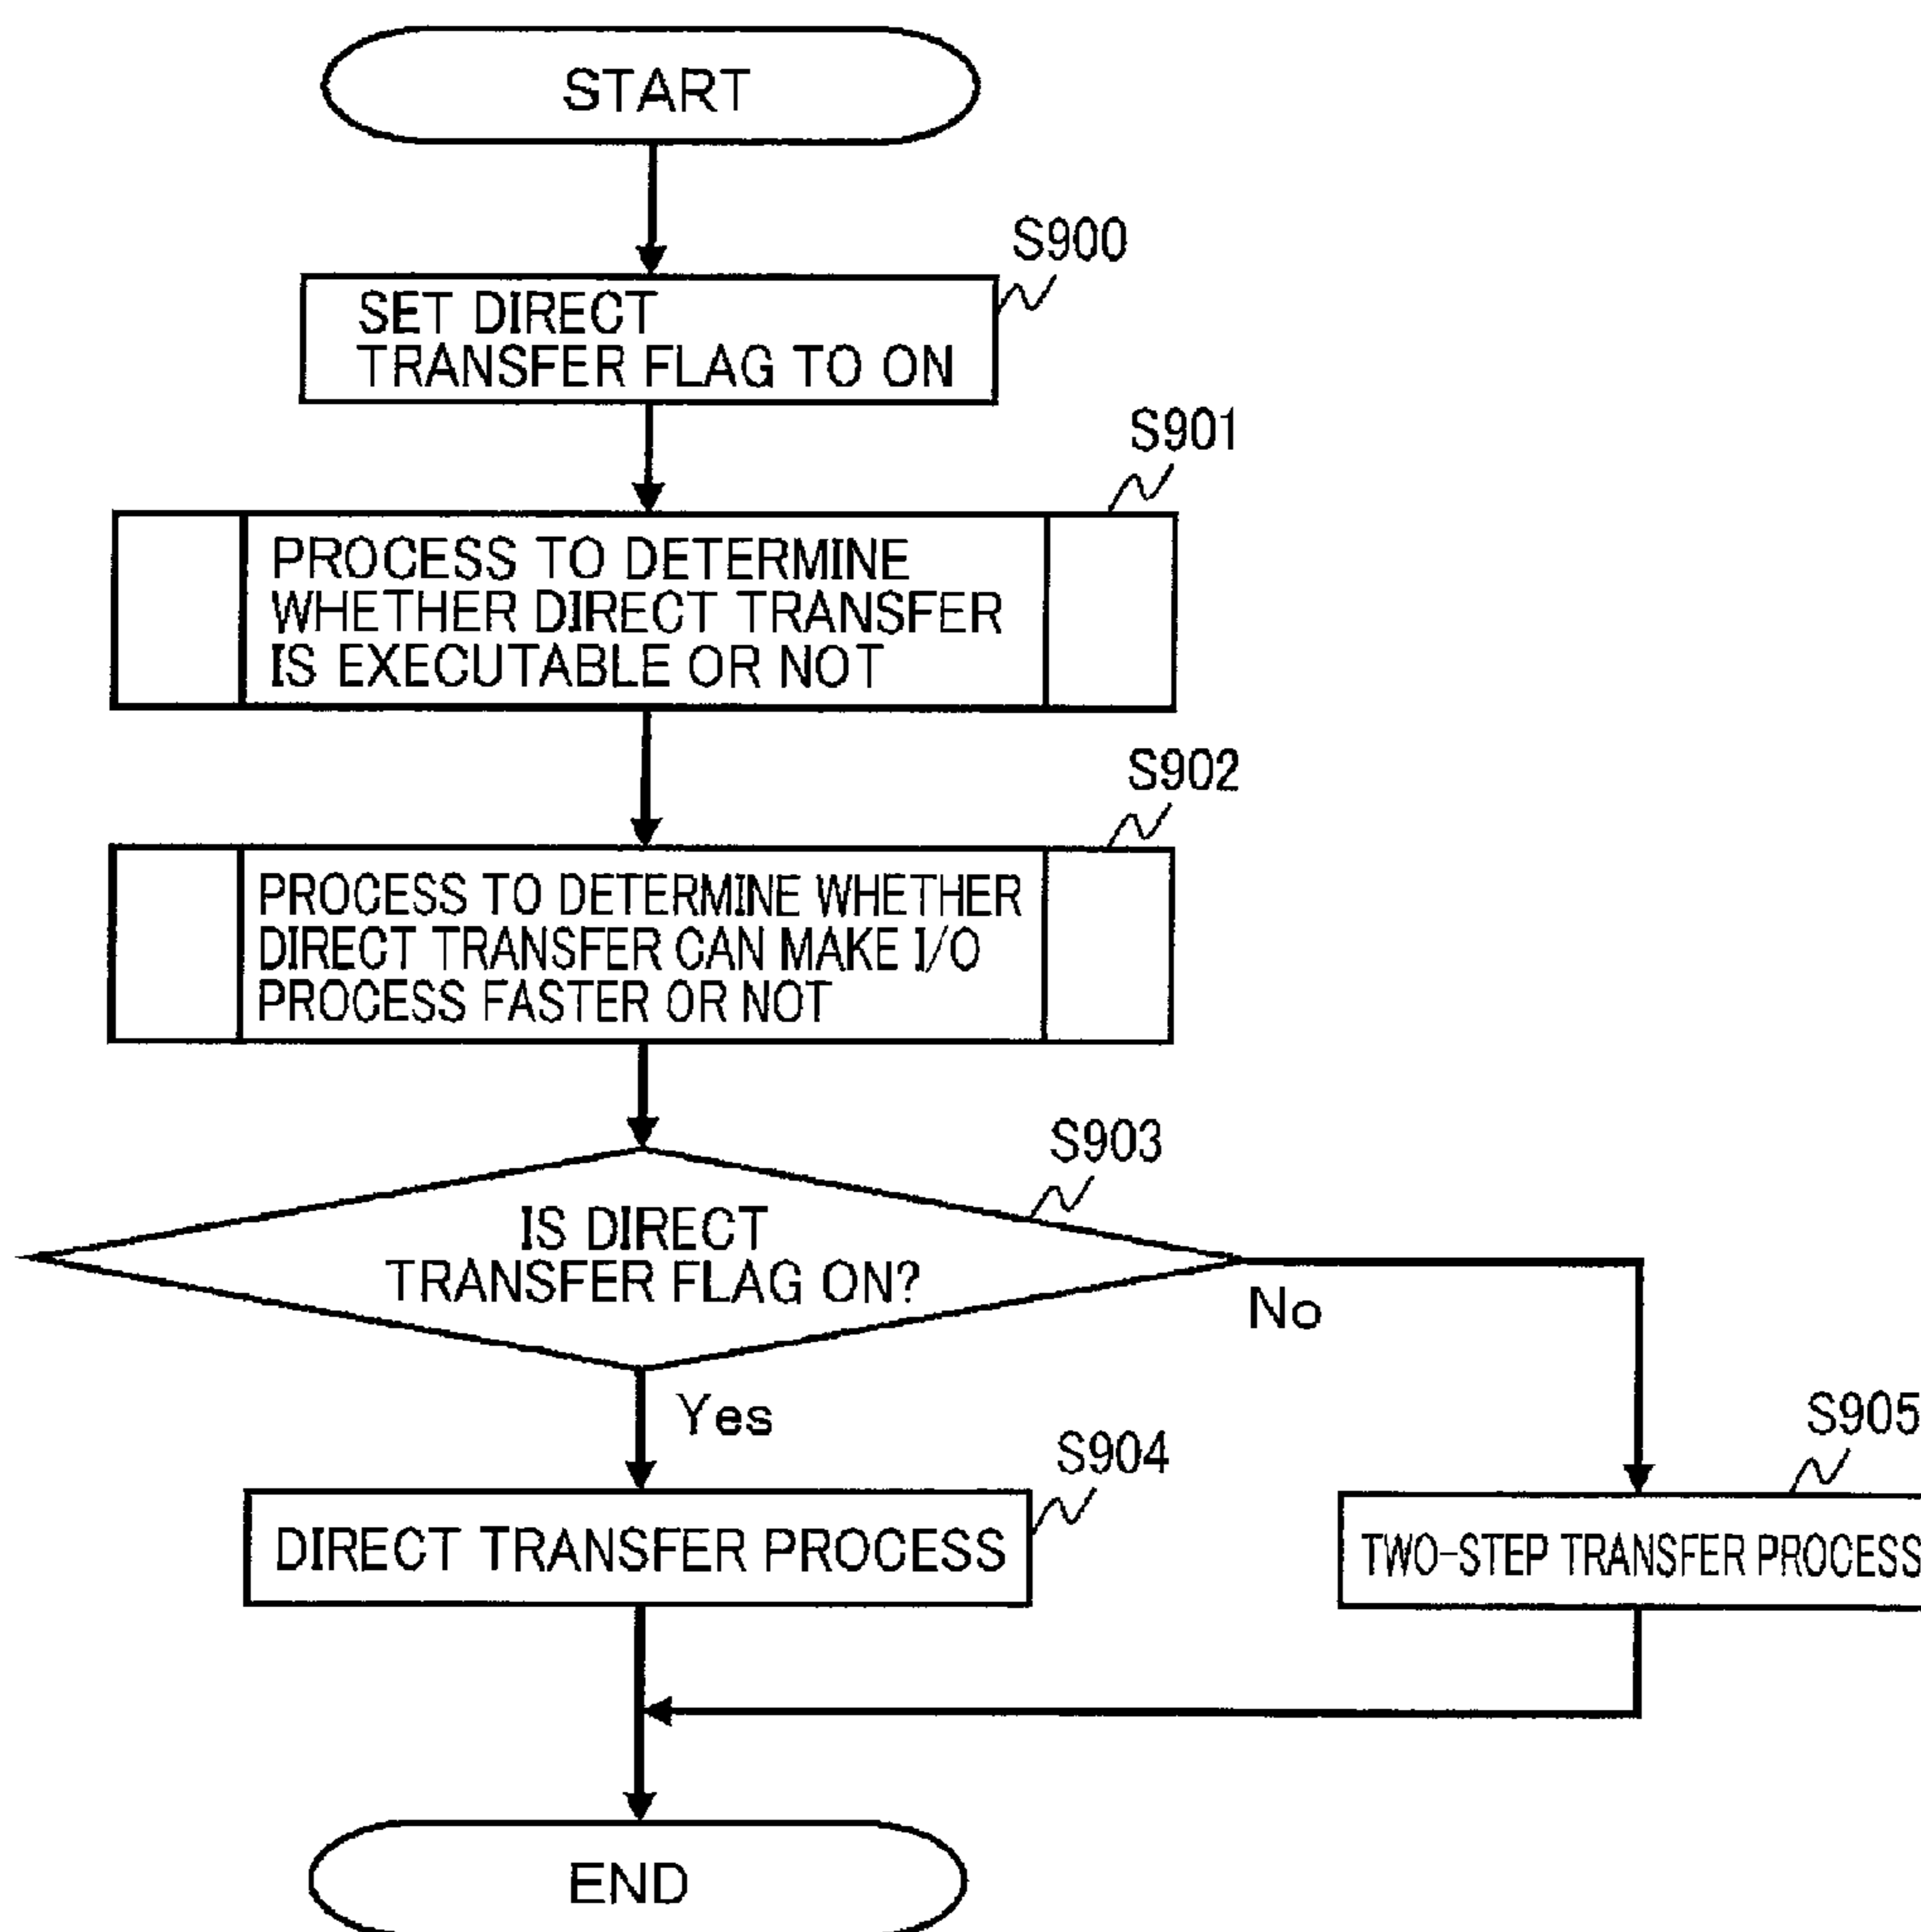 START
S900
SET DIRECT
TRANSFER FLAG TO ON
S901
PROCESS TO DETERMINE
WHETHER DIRECT TRANSFER
IS EXECUTABLE OR NOT
S902
PROCESS TO DETERMINE WHETHER
DIRECT TRANSFER CAN MAKE I/O
PROCESS FASTER OR NOT
S903
IS DIRECT
TRANSFER FLAG ON?
No
Yes
S904
S905
DIRECT TRANSFER PROCESS
TWO-STEP TRANSFER PROCESS
END